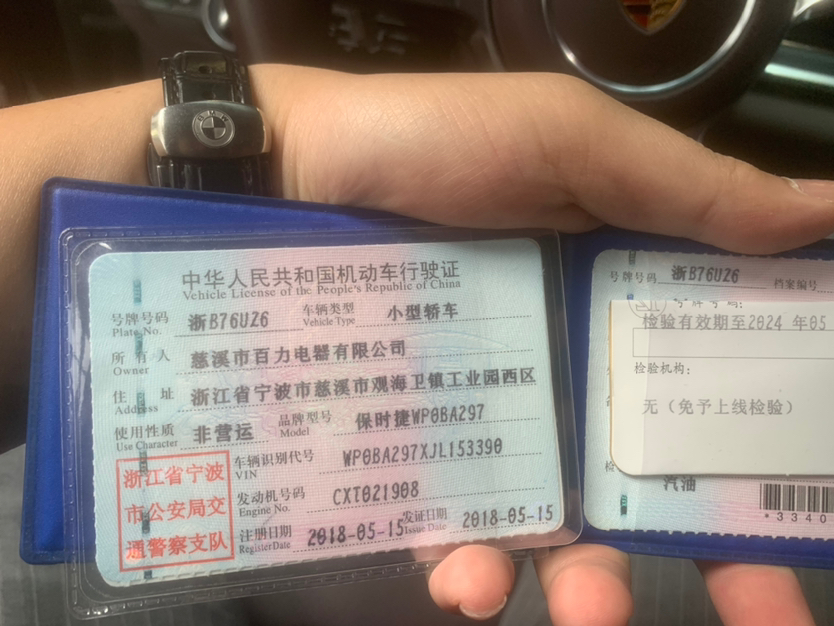 中华人民共和国机动车行驶证
Vehicle License of the People's Republic of China
号牌号码 浙B76UZ6 车辆类型 小型轿车
Plate No. Vehicle Type
所有人 慈溪市百力电器有限公司
Owner
住址 浙江省宁波市慈溪市观海卫镇工业园西区
Address
使用性质 非营运 品牌型号 保时捷WP0BA297
Use Character Model
浙江省宁波
市公安局交
通警察支队
车辆识别代号 WP0BA297XJL153390
VIN
发动机号码 CXT021908
Engine No.
注册日期 2018-05-15 发证日期 2018-05-15
Register Date Issue Date
号牌号码 浙B76UZ6 档案编号
检验有效期至2024 年05
检验机构:
无（免予上线检验）
汽油
*3340